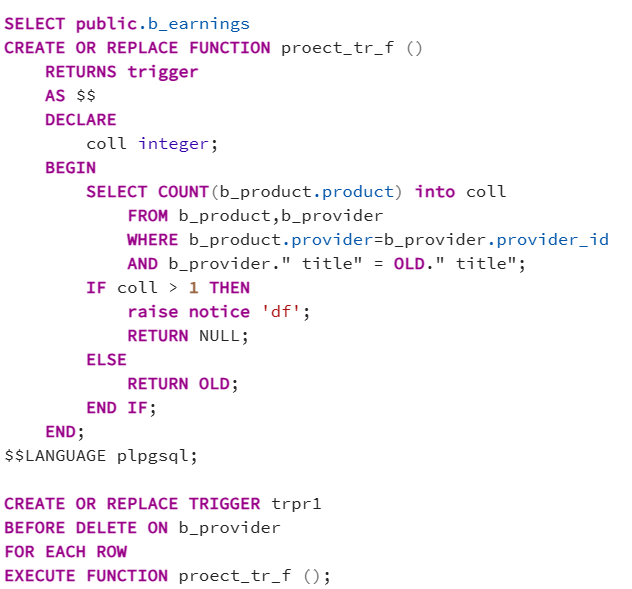 SELECT public.b_earnings
CREATE OR REPLACE FUNCTION proect_tr_f ()
    RETURNS trigger
    AS $$
    DECLARE
        coll integer;
    BEGIN
        SELECT COUNT(b_product.product) into coll
            FROM b_product,b_provider
            WHERE b_product.provider=b_provider.provider_id
            AND b_provider." title" = OLD." title";
        IF coll > 1 THEN
            raise notice 'df';
            RETURN NULL;
        ELSE
            RETURN OLD;
        END IF;
    END;
$$LANGUAGE plpgsql;

CREATE OR REPLACE TRIGGER trpr1
BEFORE DELETE ON b_provider
FOR EACH ROW
EXECUTE FUNCTION proect_tr_f ();